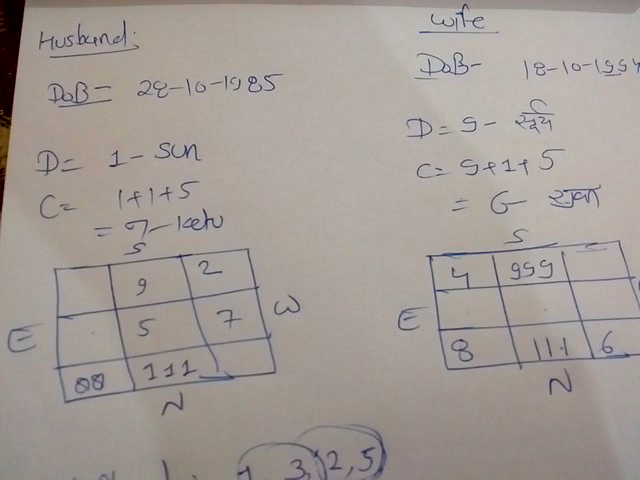 Husband:
DoB= 28-10-1985
D= 1 - Sun
C= 1+1+5
= 7 - Ketu
S
9 2
E 5 7 W
88 111
N
Wife
DoB- 18-10-1994
D= 9 - सूर्य
C= 9+1+5
= 6 - शुक्र
S
4 999
E
8 111 6
N
1, 3, 2, 5